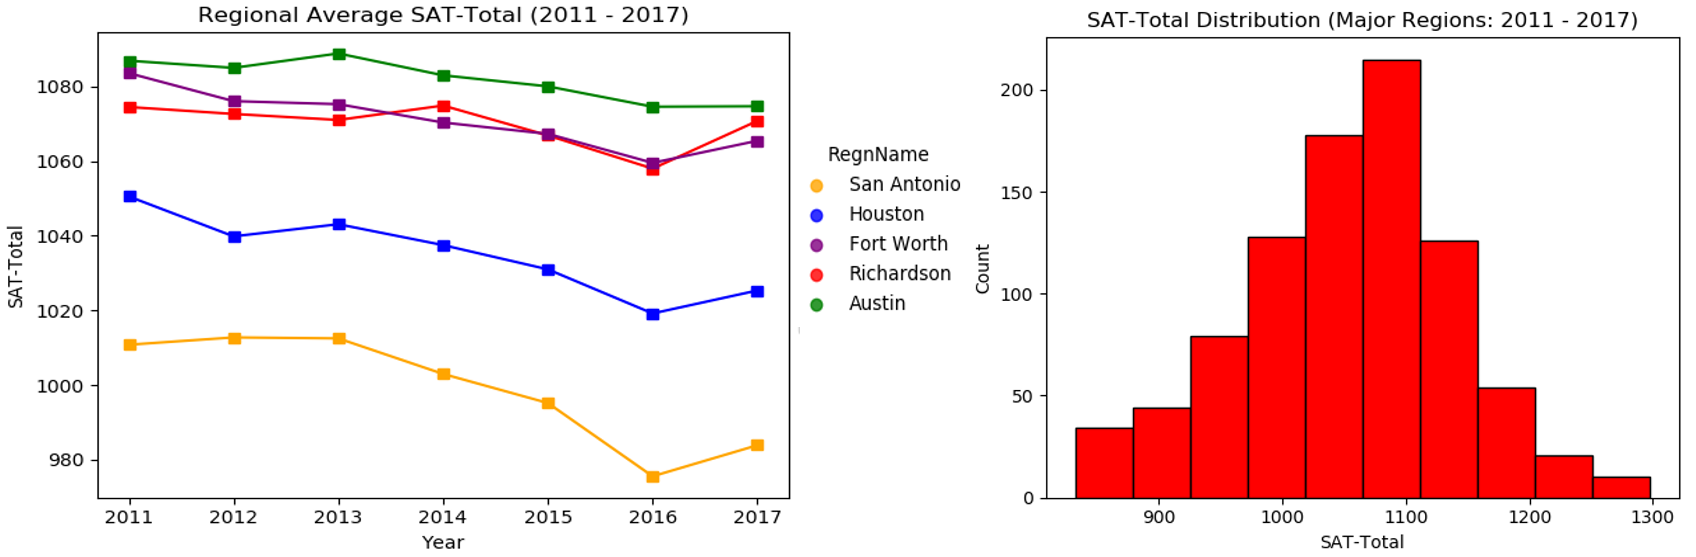 Regional Average SAT-Total (2011 - 2017)
SAT-Total
1080
1060
1040
1020
1000
980
2011 2012 2013 2014 2015 2016 2017
Year
RegnName
San Antonio
Houston
Fort Worth
Richardson
Austin
SAT-Total Distribution (Major Regions: 2011 - 2017)
Count
200
150
100
50
0
900 1000 1100 1200 1300
SAT-Total